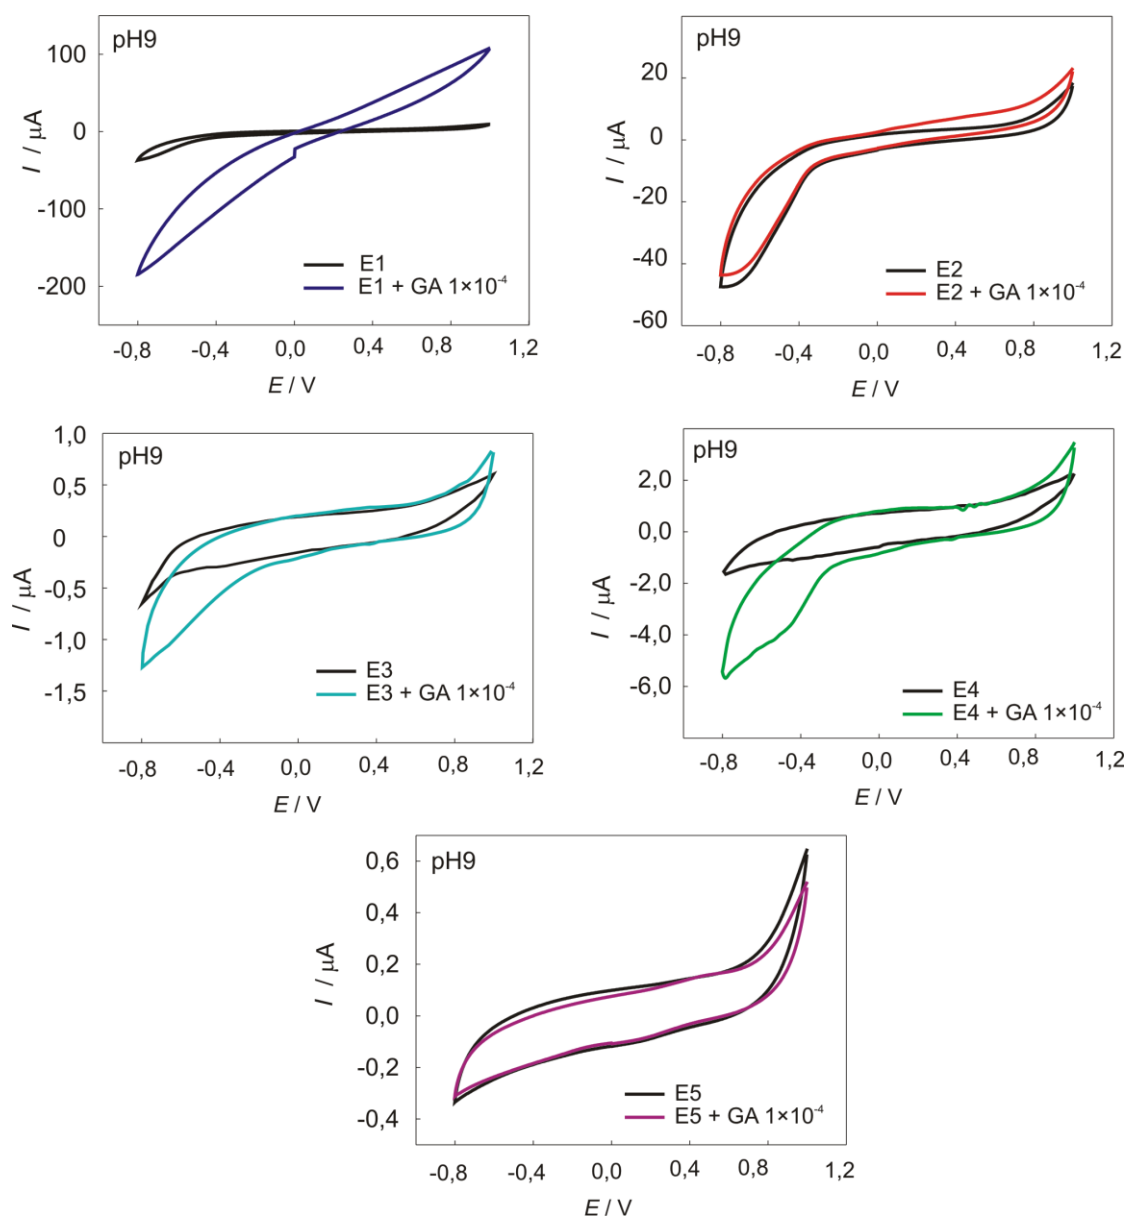 pH9
100
0
-100
-200
I / µA
E1
E1 + GA 1×10⁻⁴
-0,8 -0,4 0,0 0,4 0,8 1,2
E / V
pH9
20
0
20
-40
-60
I / µA
E2
E2 + GA 1×10⁻⁴
-0,8 -0,4 0,0 0,4 0,8 1,2
E / V
pH9
1,0
0,5
0
-0,5
-1,0
-1,5
I / µA
E3
E3 + GA 1×10⁻⁴
-0,8 -0,4 0,0 0,4 0,8 1,2
E / V
pH9
2,0
0,0
-2,0
-4,0
-6,0
I / µA
E4
E4 + GA 1×10⁻⁴
-0,8 -0,4 0,0 0,4 0,8 1,2
E / V
pH9
0,6
0,4
0,2
0,0
-0,2
-0,4
I / µA
E5
E5 + GA 1×10⁻⁴
-0,8 -0,4 0,0 0,4 0,8 1,2
E / V